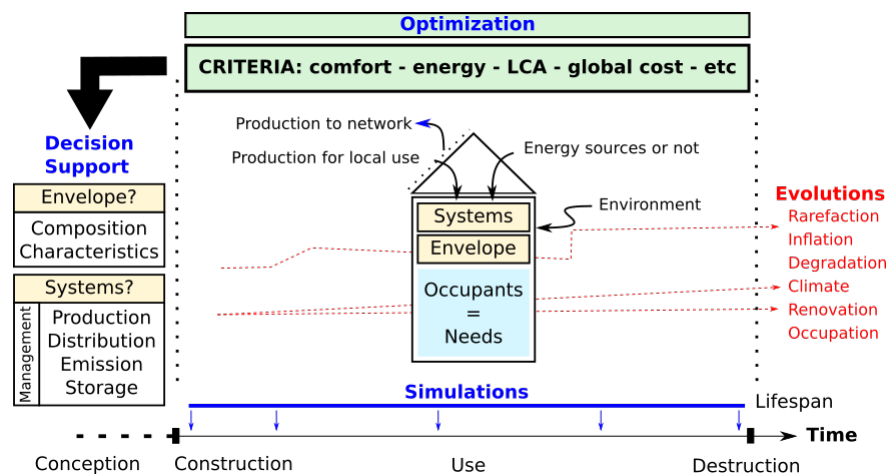 Optimization
CRITERIA: comfort - energy - LCA - global cost - etc
Decision
Support
Envelope?
Composition
Characteristics
Systems?
Management
Production
Distribution
Emission
Storage
Production to network
Production for local use
Energy sources or not
Environment
Systems
Envelope
Occupants
=
Needs
Evolutions
Rarefaction
Inflation
Degradation
Climate
Renovation
Occupation
Simulations
Lifespan
Time
Conception
Construction
Use
Destruction